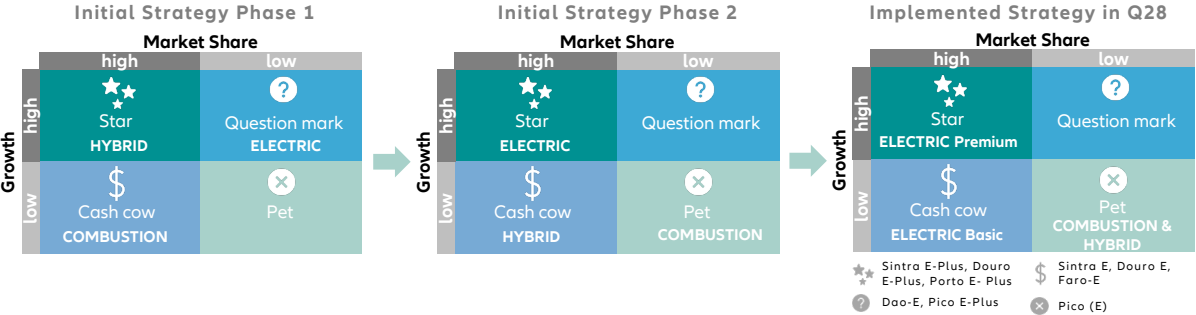 Initial Strategy Phase 1
Market Share
high
low
Growth
high
low
Star
HYBRID
?
Question mark
ELECTRIC
$
Cash cow
COMBUSTION
Pet
Initial Strategy Phase 2
Market Share
high
low
Growth
high
low
Star
ELECTRIC
?
Question mark
$
Cash cow
HYBRID
Pet
COMBUSTION
Implemented Strategy in Q28
Market Share
high
low
Growth
high
low
Star
ELECTRIC Premium
?
Question mark
$
Cash cow
ELECTRIC Basic
Pet
COMBUSTION &
HYBRID
Sintra E-Plus, Douro
E-Plus, Porto E- Plus
$
Sintra E, Douro E,
Faro-E
?
Dao-E, Pico E-Plus
Pico (E)